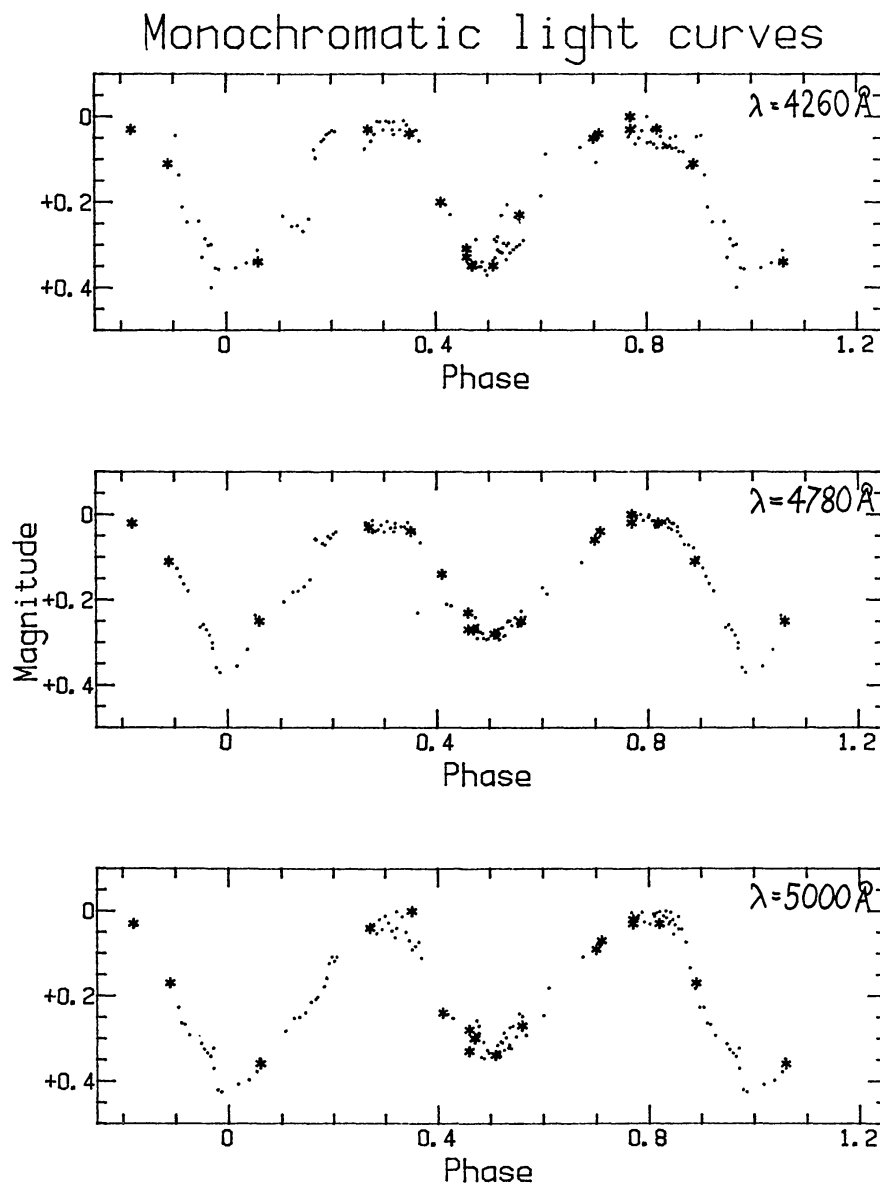 Monochromatic light curves
λ=4260Å
0
+0.2
+0.4
0 0.4 0.8 1.2
Phase
λ=4780Å
0
+0.2
+0.4
Magnitude
0 0.4 0.8 1.2
Phase
λ=5000Å
0
+0.2
+0.4
0 0.4 0.8 1.2
Phase